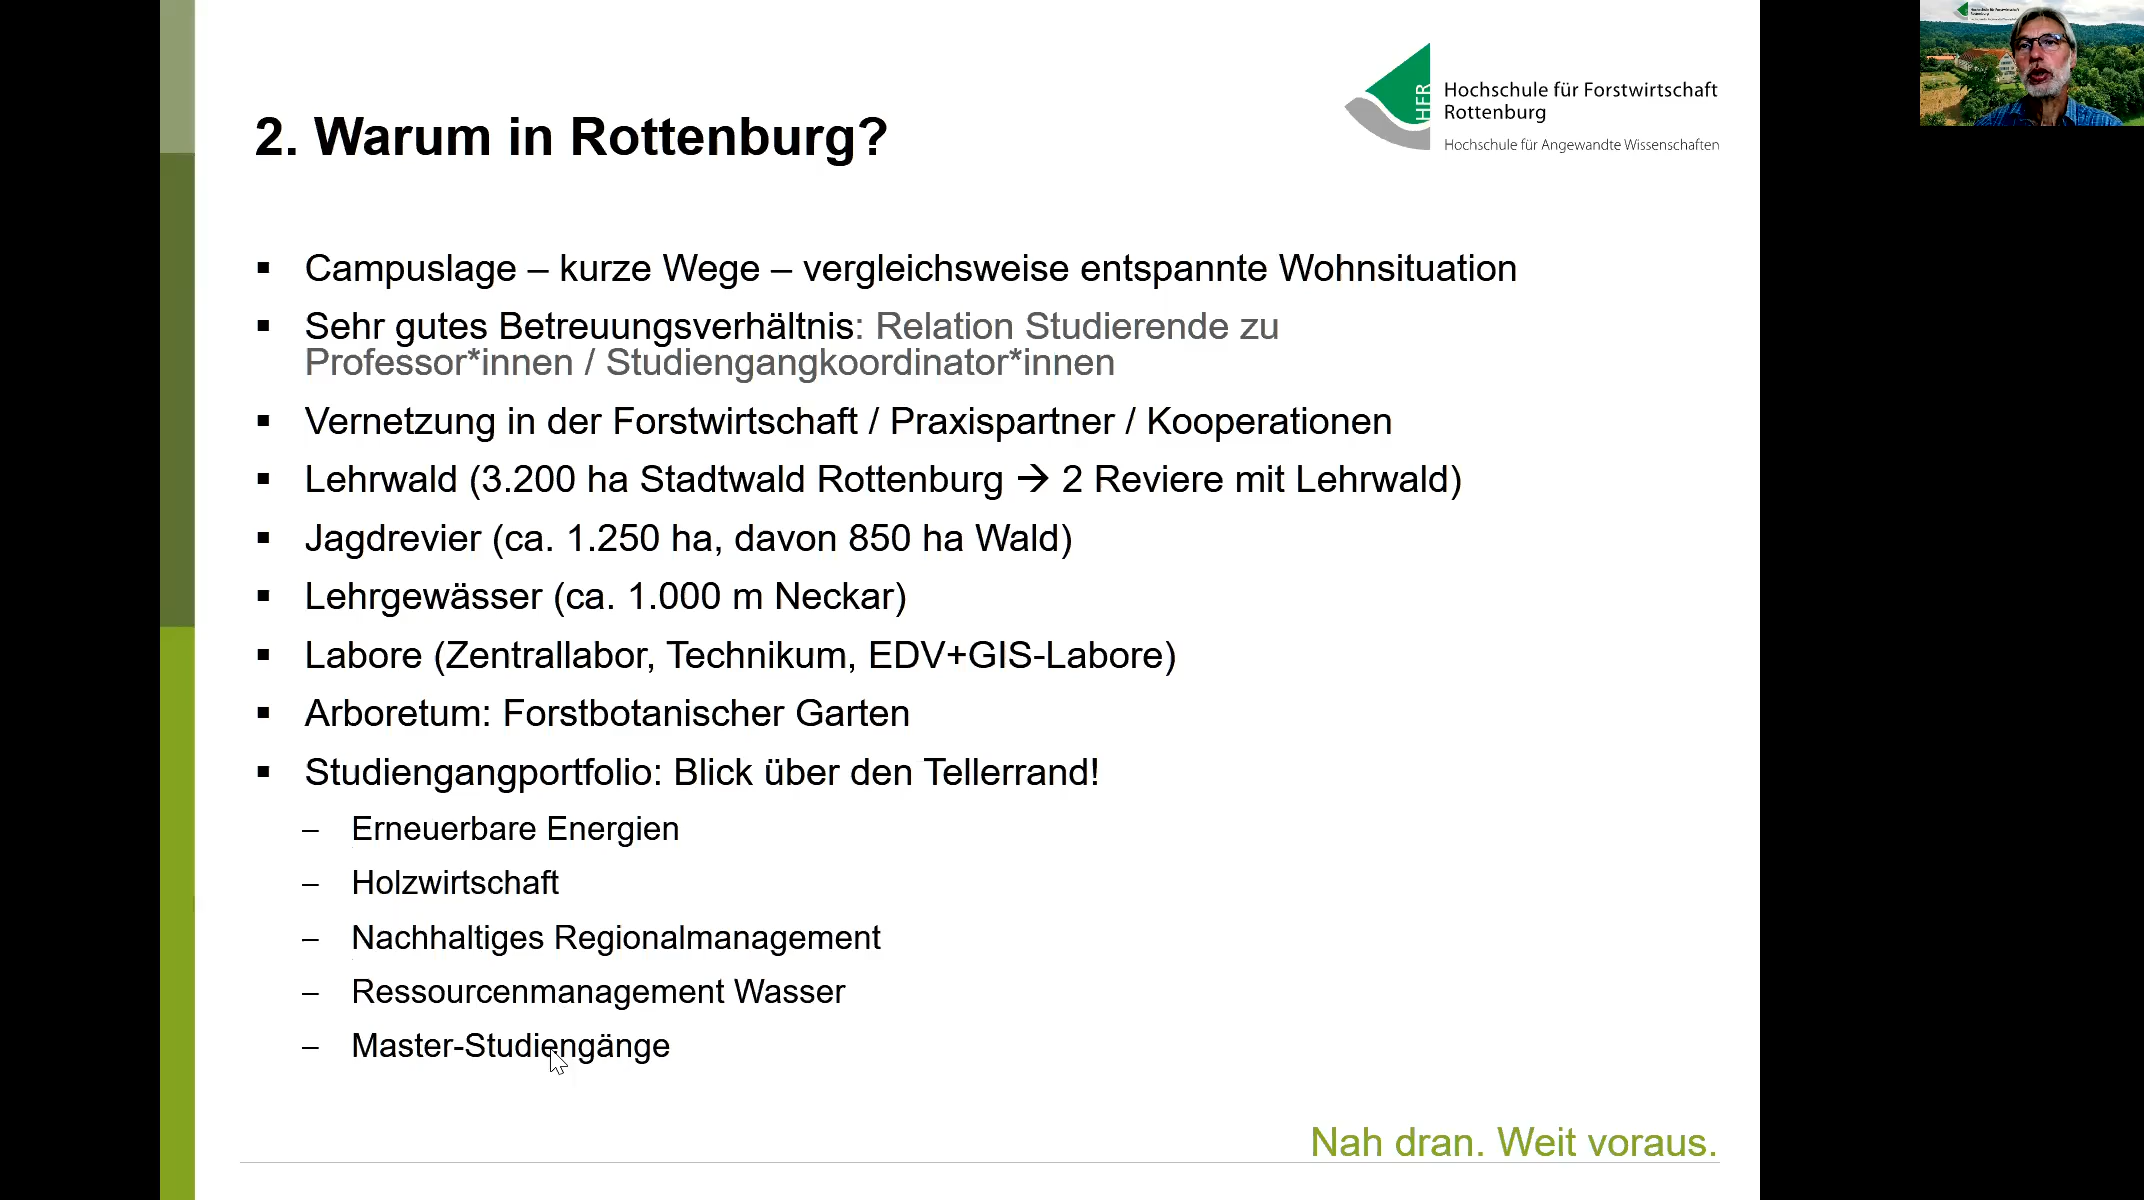 2. Warum in Rottenburg?
HFR
Hochschule für Forstwirtschaft
Rottenburg
Hochschule für Angewandte Wissenschaften
▪ Campuslage – kurze Wege – vergleichsweise entspannte Wohnsituation
▪ Sehr gutes Betreuungsverhältnis: Relation Studierende zu
Professor*innen / Studiengangkoordinator*innen
▪ Vernetzung in der Forstwirtschaft / Praxispartner / Kooperationen
▪ Lehrwald (3.200 ha Stadtwald Rottenburg → 2 Reviere mit Lehrwald)
▪ Jagdrevier (ca. 1.250 ha, davon 850 ha Wald)
▪ Lehrgewässer (ca. 1.000 m Neckar)
▪ Labore (Zentrallabor, Technikum, EDV+GIS-Labore)
▪ Arboretum: Forstbotanischer Garten
▪ Studiengangportfolio: Blick über den Tellerrand!
– Erneuerbare Energien
– Holzwirtschaft
– Nachhaltiges Regionalmanagement
– Ressourcenmanagement Wasser
– Master-Studiengänge
Nah dran. Weit voraus.